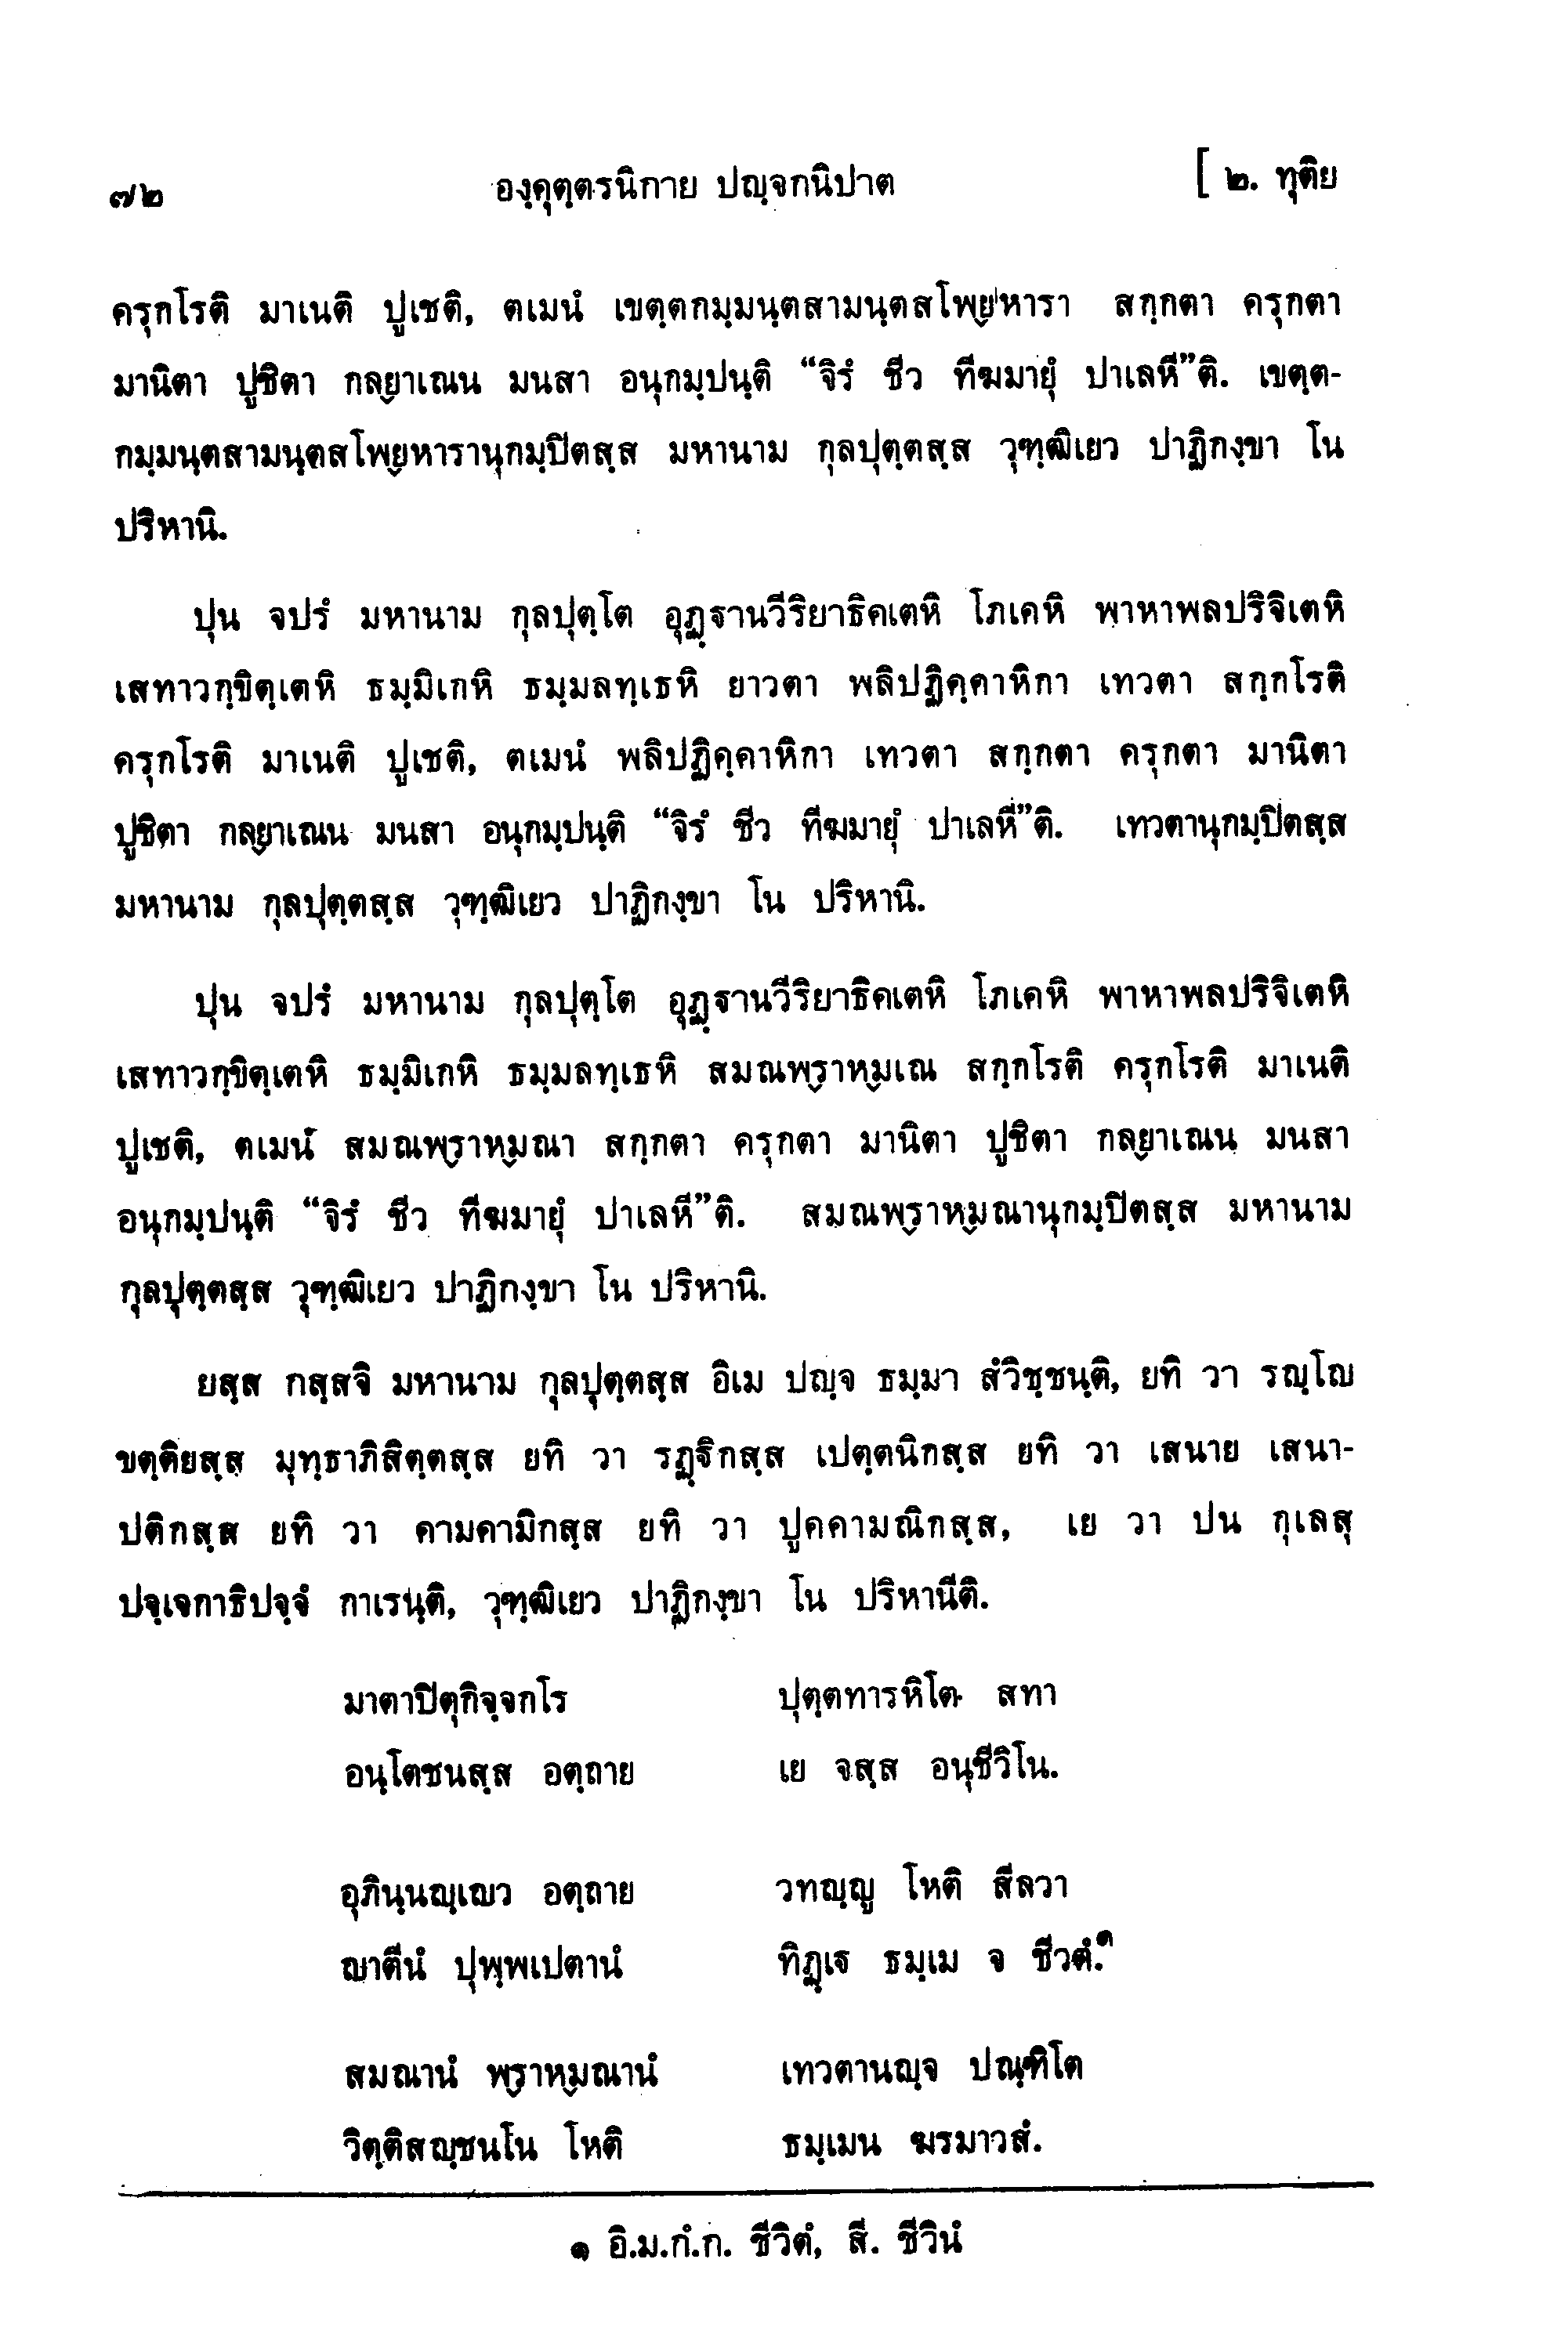 ๗๒ องฺคุตฺตรนิกาย ปญฺจกนิปาต [ ๒. ทุติย
ครุกโรติ มาเนติ ปูเชติ, ตเมนํ เขตฺตกมฺมนฺตสามนฺตสโพฺยหารา สกฺกตา ครุกตา
มานิตา ปูชิตา กลฺยาเณน มนสา อนุกมฺปนฺติ “จิรํ ชีว ทีฆมายุํ ปาเลหี”ติ. เขตฺต-
กมฺมนฺตสามนฺตสโพฺยหารานุกมฺปิตสฺส มหานาม กุลปุตฺตสฺส วุฑฺฒิเยว ปาฏิกงฺขา โน
ปริหานิ.
ปุน จปรํ มหานาม กุลปุตฺโต อุฏฺฐานวีริยาธิคเตหิ โภเคหิ พาหาพลปริจิเตหิ
เสทาวกฺขิตฺเตหิ ธมฺมิเกหิ ธมฺมลทฺเธหิ ยาวตา พลิปฏิคฺคาหิกา เทวตา สกฺกโรติ
ครุกโรติ มาเนติ ปูเชติ, ตเมนํ พลิปฏิคฺคาหิกา เทวตา สกฺกตา ครุกตา มานิตา
ปูชิตา กลฺยาเณน มนสา อนุกมฺปนฺติ “จิรํ ชีว ทีฆมายุํ ปาเลหี”ติ. เทวตานุกมฺปิตสฺส
มหานาม กุลปุตฺตสฺส วุฑฺฒิเยว ปาฏิกงฺขา โน ปริหานิ.
ปุน จปรํ มหานาม กุลปุตฺโต อุฏฺฐานวีริยาธิคเตหิ โภเคหิ พาหาพลปริจิเตหิ
เสทาวกฺขิตฺเตหิ ธมฺมิเกหิ ธมฺมลทฺเธหิ สมณพฺราหฺมเณ สกฺกโรติ ครุกโรติ มาเนติ
ปูเชติ, ตเมนํ สมณพฺราหฺมณา สกฺกตา ครุกตา มานิตา ปูชิตา กลฺยาเณน มนสา
อนุกมฺปนฺติ “จิรํ ชีว ทีฆมายุํ ปาเลหี”ติ. สมณพฺราหฺมณานุกมฺปิตสฺส มหานาม
กุลปุตฺตสฺส วุฑฺฒิเยว ปาฏิกงฺขา โน ปริหานิ.
ยสฺส กสฺสจิ มหานาม กุลปุตฺตสฺส อิเม ปญฺจ ธมฺมา สํวิชฺชนฺติ, ยทิ วา รญฺโญ
ขตฺติยสฺส มุทฺธาภิสิตฺตสฺส ยทิ วา รฏฺฐิกสฺส เปตฺตนิกสฺส ยทิ วา เสนาย เสนา-
ปติกสฺส ยทิ วา คามคามิกสฺส ยทิ วา ปูคคามณิกสฺส, เย วา ปน กุเลสุ
ปจฺเจกาธิปจฺจํ กาเรนฺติ, วุฑฺฒิเยว ปาฏิกงฺขา โน ปริหานีติ.
มาตาปิตุกิจฺจกโร ปุตฺตทารหิโต สทา
อนฺโตชนสฺส อตฺถาย เย จสฺส อนุชีวิโน.
อุภินฺนญฺเญว อตฺถาย วทญฺญู โหติ สีลวา
ญาตีนํ ปุพฺพเปตานํ ทิฏฺเฐ ธมฺเม จ ชีวตํ.๑
สมณานํ พฺราหฺมณานํ เทวตานญฺจ ปณฺฑิโต
วิตฺติสญฺชนโน โหติ ธมฺเมน ฆรมาวสํ.
๑ อิ.ม.กํ.ก. ชีวิตํ, สี. ชีวินํ